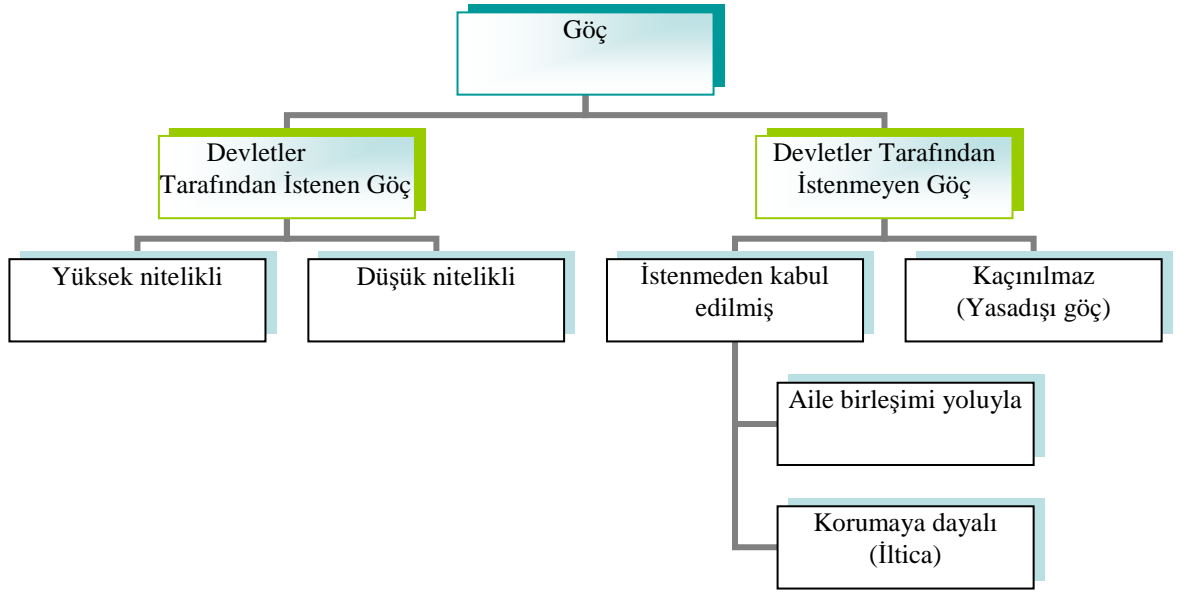 Göç
Devletler
Tarafından İstenen Göç
Devletler Tarafından
İstenmeyen Göç
Yüksek nitelikli
Düşük nitelikli
İstenmeden kabul
edilmiş
Kaçınılmaz
(Yasadışı göç)
Aile birleşimi yoluyla
Korumaya dayalı
(İltica)